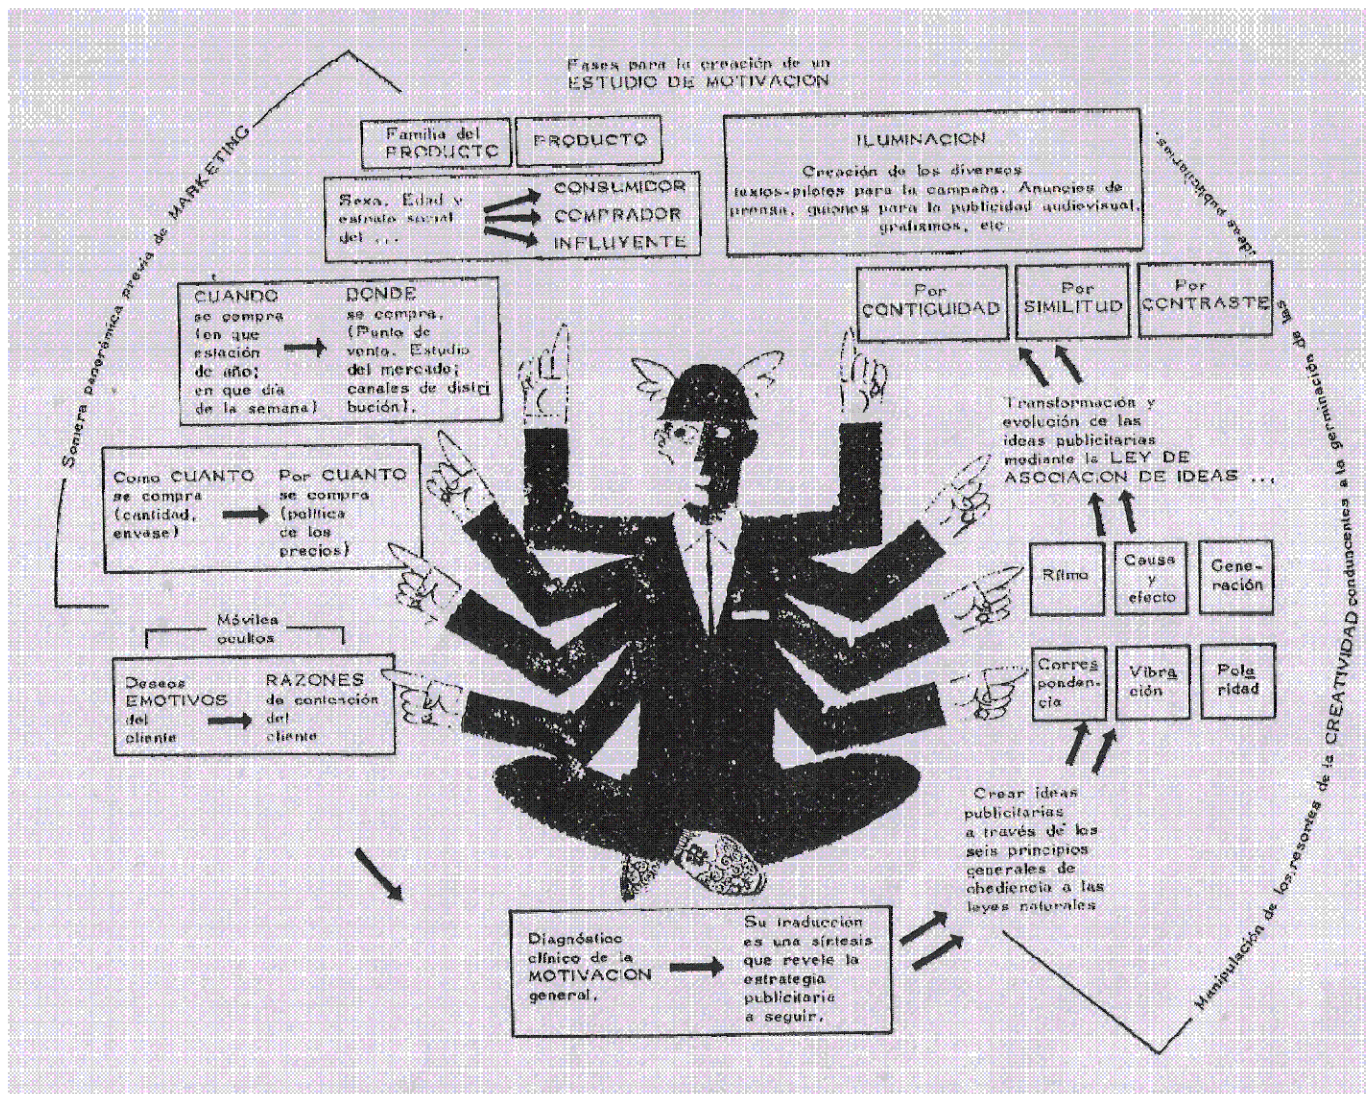 Fases para la creación de un
ESTUDIO DE MOTIVACION
Somera panorámica previa de MARKETING
Familia del
PRODUCTO
PRODUCTO
Sexo. Edad y
estrato social
del ...
CONSUMIDOR
COMPRADOR
INFLUYENTE
CUANDO
se compra
(en que
estación
de año;
en que día
de la semana)
DONDE
se compra.
(Punto de
venta. Estudio
del mercado;
canales de distri
bución).
Como CUANTO
se compra
(cantidad,
envase)
Por CUANTO
se compra
(política
de los
precios)
Móviles
ocultos
Deseos
EMOTIVOS
del
cliente
RAZONES
de contención
del
cliente
Diagnóstico
clínico de la
MOTIVACION
general.
Su traducción
es una síntesis
que revele la
estrategia
publicitaria
a seguir.
Crear ideas
publicitarias
a través de los
seis principios
generales de
obediencia a las
leyes naturales
Corres
ponden-
cia
Vibra
ción
Pola
ridad
Ritmo
Causa
y
efecto
Gene-
ración
Transformación y
evolución de las
ideas publicitarias
mediante la LEY DE
ASOCIACION DE IDEAS ...
Por
CONTIGUIDAD
Por
SIMILITUD
Por
CONTRASTE
ILUMINACION
Creación de los diversos
textos-pilotos para la campaña. Anuncios de
prensa, guiones para la publicidad audiovisual,
grafismos, etc.
Manipulación de los resortes de la CREATIVIDAD conduncentes a la germinación de las ideas publicitarias.